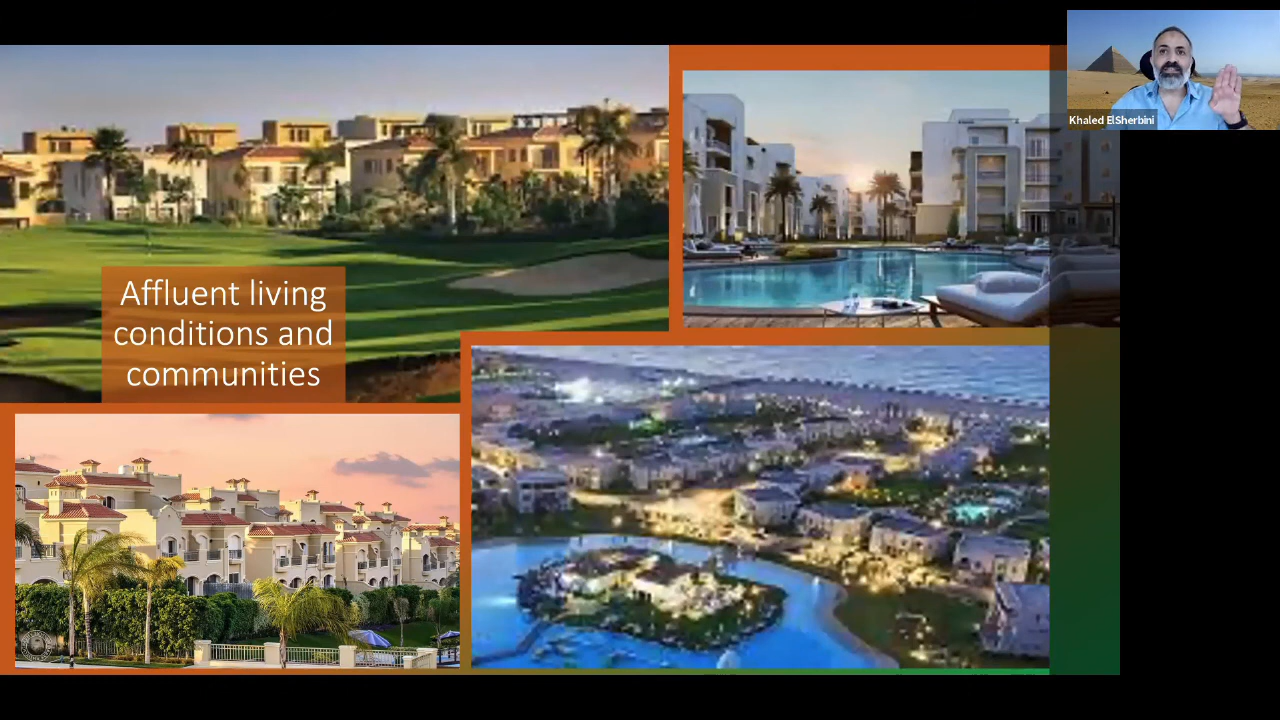 Khaled ElSherbini
Affluent living
conditions and
communities